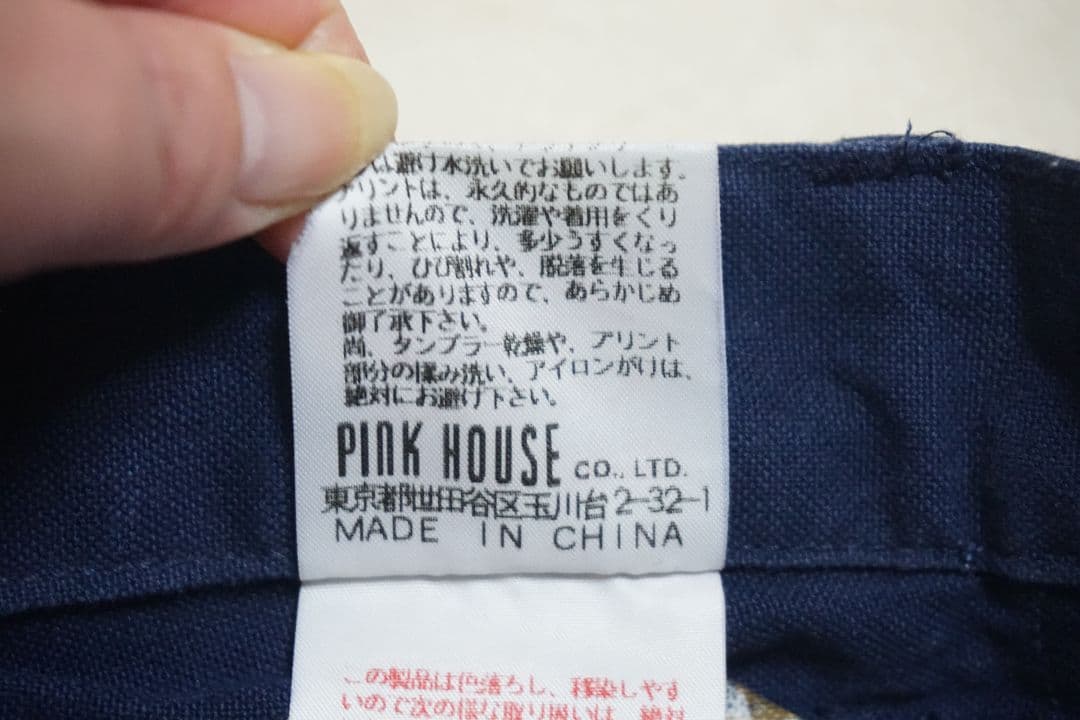 は避け水洗いでお願いします。
プリントは、永久的なものではあ
りませんので、洗濯や着用をくり
返すことにより、多少うすくなっ
たり、ひび割れや、脱落を生じる
ことがありますので、あらかじめ
御了承下さい。
尚、タンブラー乾燥や、プリント
部分の揉み洗い、アイロンがけは、
絶対にお避け下さい。
PINK HOUSE CO., LTD.
東京都世田谷区玉川台2-32-1
MADE IN CHINA
この製品は色落ちし、移染しやす
いので次の様な取り扱いは、絶対